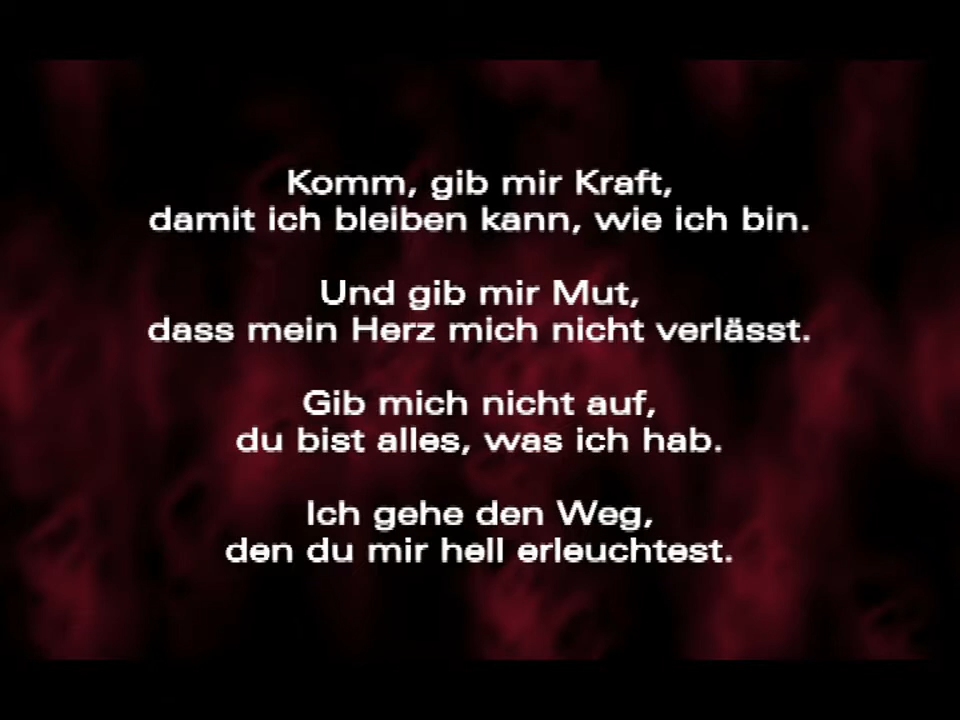 Komm, gib mir Kraft,
damit ich bleiben kann, wie ich bin.
Und gib mir Mut,
dass mein Herz mich nicht verlässt.
Gib mich nicht auf,
du bist alles, was ich hab.
Ich gehe den Weg,
den du mir hell erleuchtest.